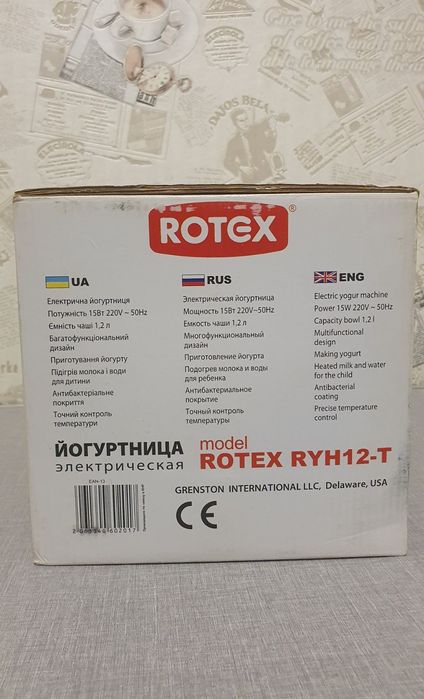 ROTEX®
UA
Електрична йогуртниця
Потужність 15Вт 220V ~ 50Hz
Ємність чаші 1,2 л
Багатофункціональний
дизайн
Приготування йогурту
Підігрів молока і води
для дитини
Антибактеріальне
покриття
Точний контроль
температури
RUS
Электрическая йогуртница
Мощность 15Вт 220V~50Hz
Емкость чаши 1,2 л
Многофункциональный
дизайн
Приготовление йогурта
Подогрев молока и воды
для ребенка
Антибактериальное
покрытие
Точный контроль
температуры
ENG
Electric yogur machine
Power 15W 220V ~ 50Hz
Capacity bowl 1,2 l
Multifunctional
design
Making yogurt
Heated milk and water
for the child
Antibacterial
coating
Precise temperature
control
ЙОГУРТНИЦА
электрическая
model
ROTEX RYH12-T
GRENSTON INTERNATIONAL LLC, Delaware, USA
EAN-13
CE